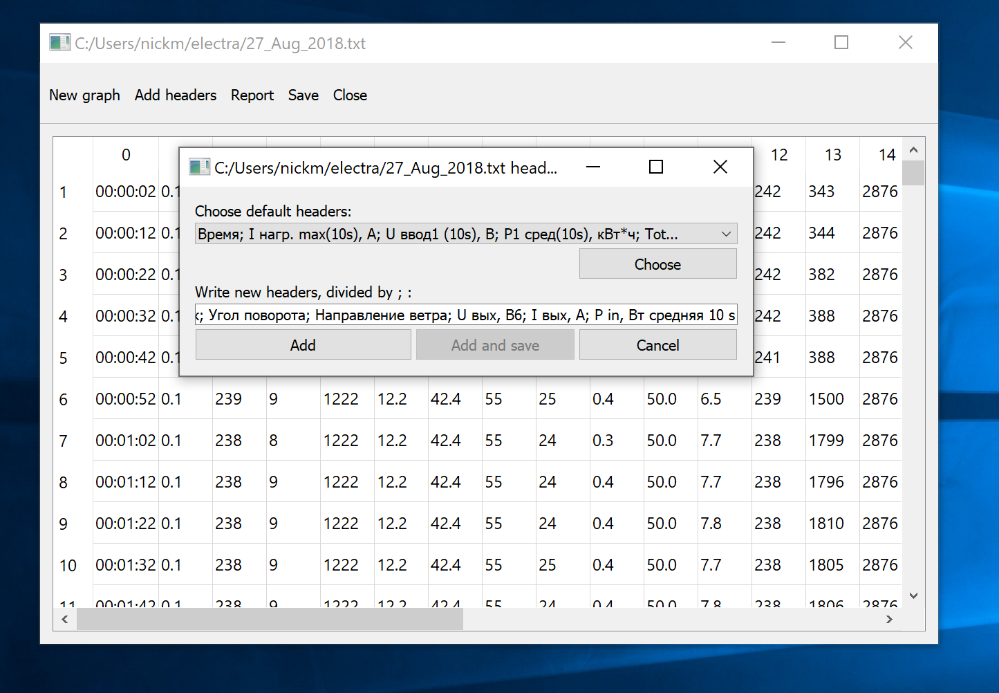 C:/Users/nickm/electra/27_Aug_2018.txt
New graph Add headers Report Save Close
0 12 13 14
C:/Users/nickm/electra/27_Aug_2018.txt head...
1 00:00:02 0.1 242 343 2876
Choose default headers:
2 00:00:12 0.1 242 344 2876
Время; I нагр. max(10s), А; U ввод1 (10s), В; P1 сред(10s), кВт*ч; Tot...
Choose
3 00:00:22 0.1 242 382 2876
Write new headers, divided by ; :
4 00:00:32 0.1 242 388 2876
; Угол поворота; Направление ветра; U вых, В6; I вых, А; P in, Вт средняя 10 s
Add Add and save Cancel
5 00:00:42 0.1 241 388 2876
6 00:00:52 0.1 239 9 1222 12.2 42.4 55 25 0.4 50.0 6.5 239 1500 2876
7 00:01:02 0.1 238 8 1222 12.2 42.4 55 24 0.3 50.0 7.7 238 1799 2876
8 00:01:12 0.1 238 9 1222 12.2 42.4 55 24 0.4 50.0 7.7 238 1796 2876
9 00:01:22 0.1 238 9 1222 12.2 42.4 55 24 0.4 50.0 7.8 238 1810 2876
10 00:01:32 0.1 238 9 1222 12.2 42.4 55 25 0.4 50.0 7.7 238 1805 2876
11 00:01:42 0.1 238 9 1222 12.2 42.4 55 24 0.4 50.0 7.8 238 1806 2876